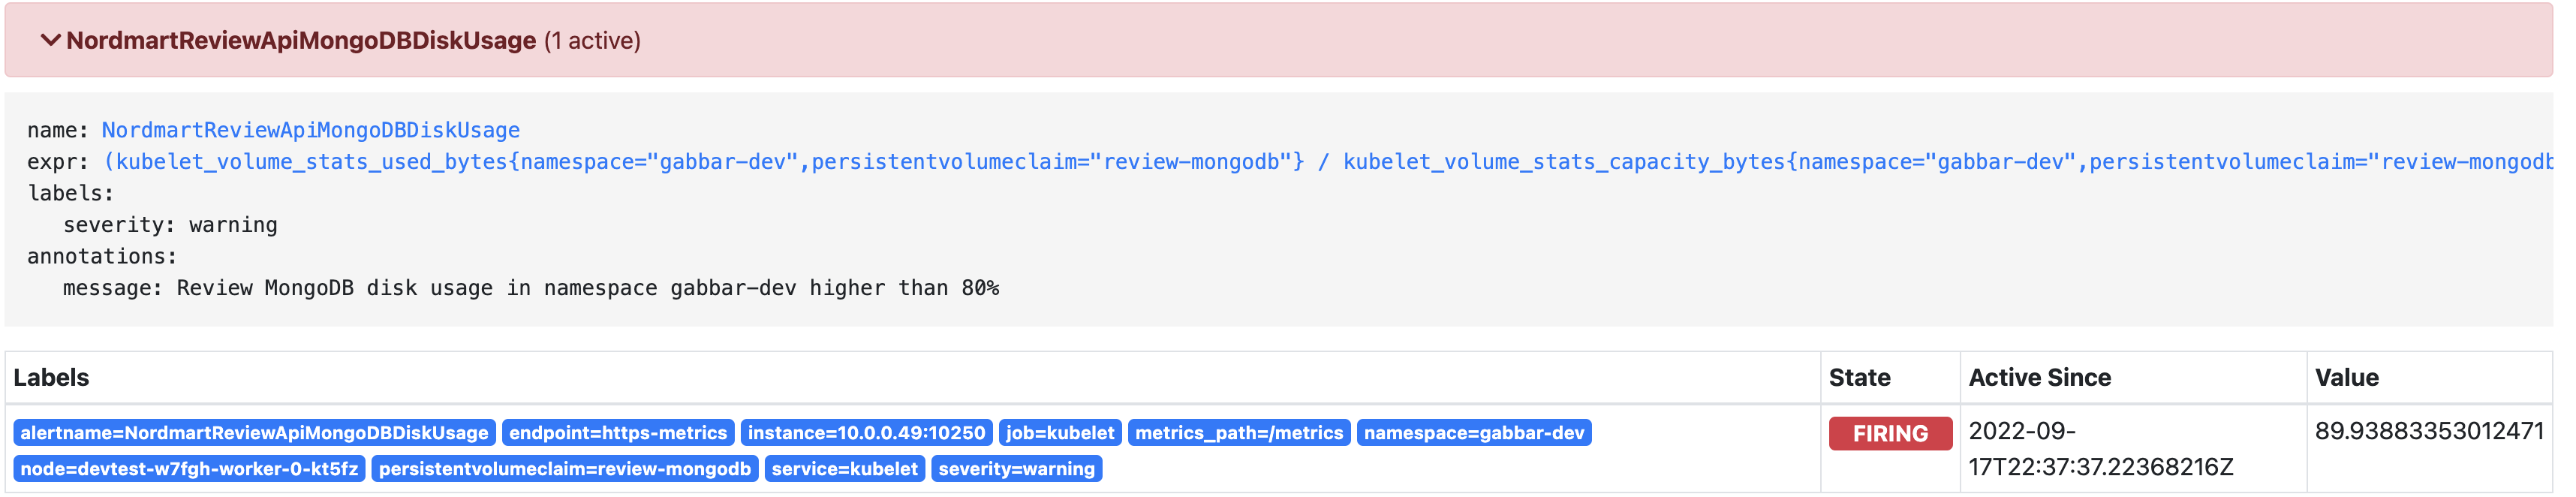 NordmartReviewApiMongoDBDiskUsage (1 active)
name: NordmartReviewApiMongoDBDiskUsage
expr: (kubelet_volume_stats_used_bytes{namespace="gabbar-dev",persistentvolumeclaim="review-mongodb"} / kubelet_volume_stats_capacity_bytes{namespace="gabbar-dev",persistentvolumeclaim="review-mongodb
labels:
severity: warning
annotations:
message: Review MongoDB disk usage in namespace gabbar-dev higher than 80%
Labels State Active Since Value
alertname=NordmartReviewApiMongoDBDiskUsage endpoint=https-metrics instance=10.0.0.49:10250 job=kubelet metrics_path=/metrics namespace=gabbar-dev
node=devtest-w7fgh-worker-0-kt5fz persistentvolumeclaim=review-mongodb service=kubelet severity=warning
FIRING
2022-09-
17T22:37:37.22368216Z
89.93883353012471